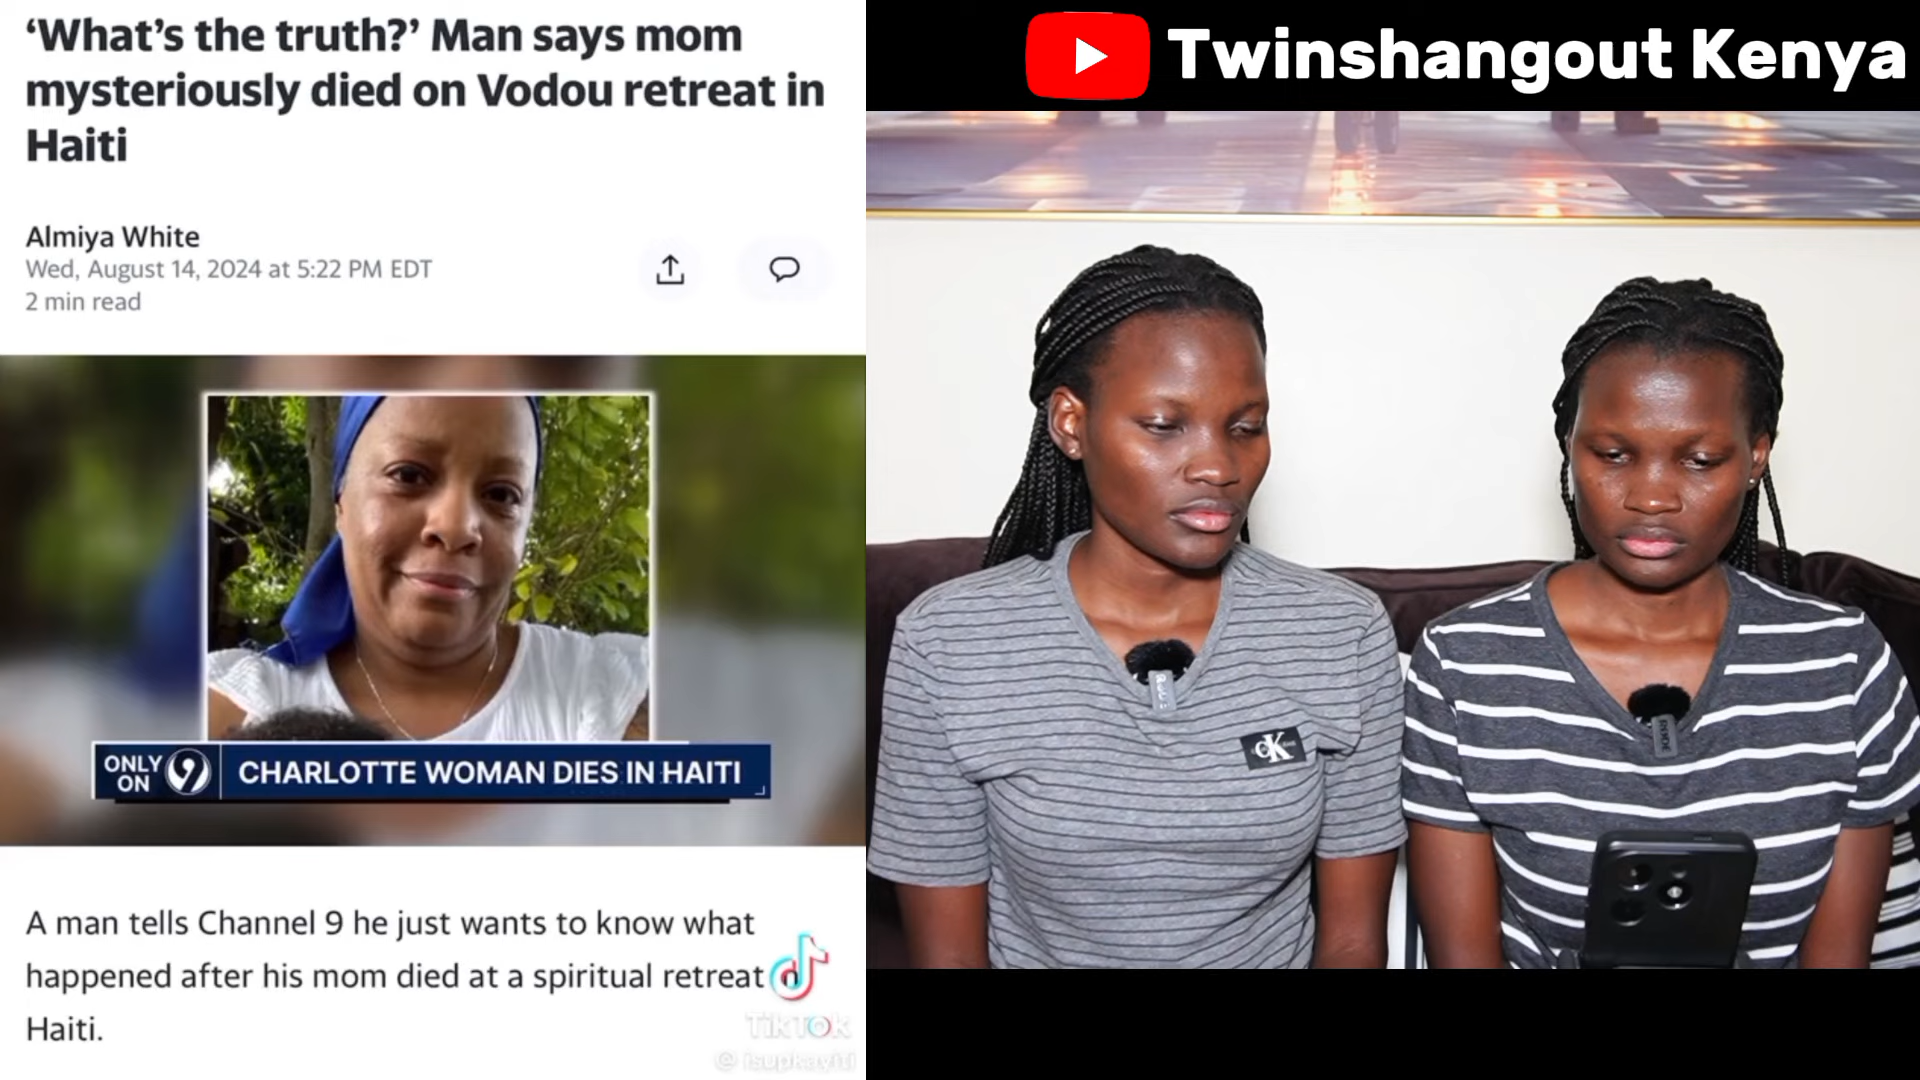 ‘What’s the truth?’ Man says mom
mysteriously died on Vodou retreat in
Haiti
Almiya White
Wed, August 14, 2024 at 5:22 PM EDT
2 min read
ONLY
ON 9
CHARLOTTE WOMAN DIES IN HAITI
A man tells Channel 9 he just wants to know what
happened after his mom died at a spiritual retreat
Haiti.
TikTok
@isupkayiti
Twinshangout Kenya
RODE
CK